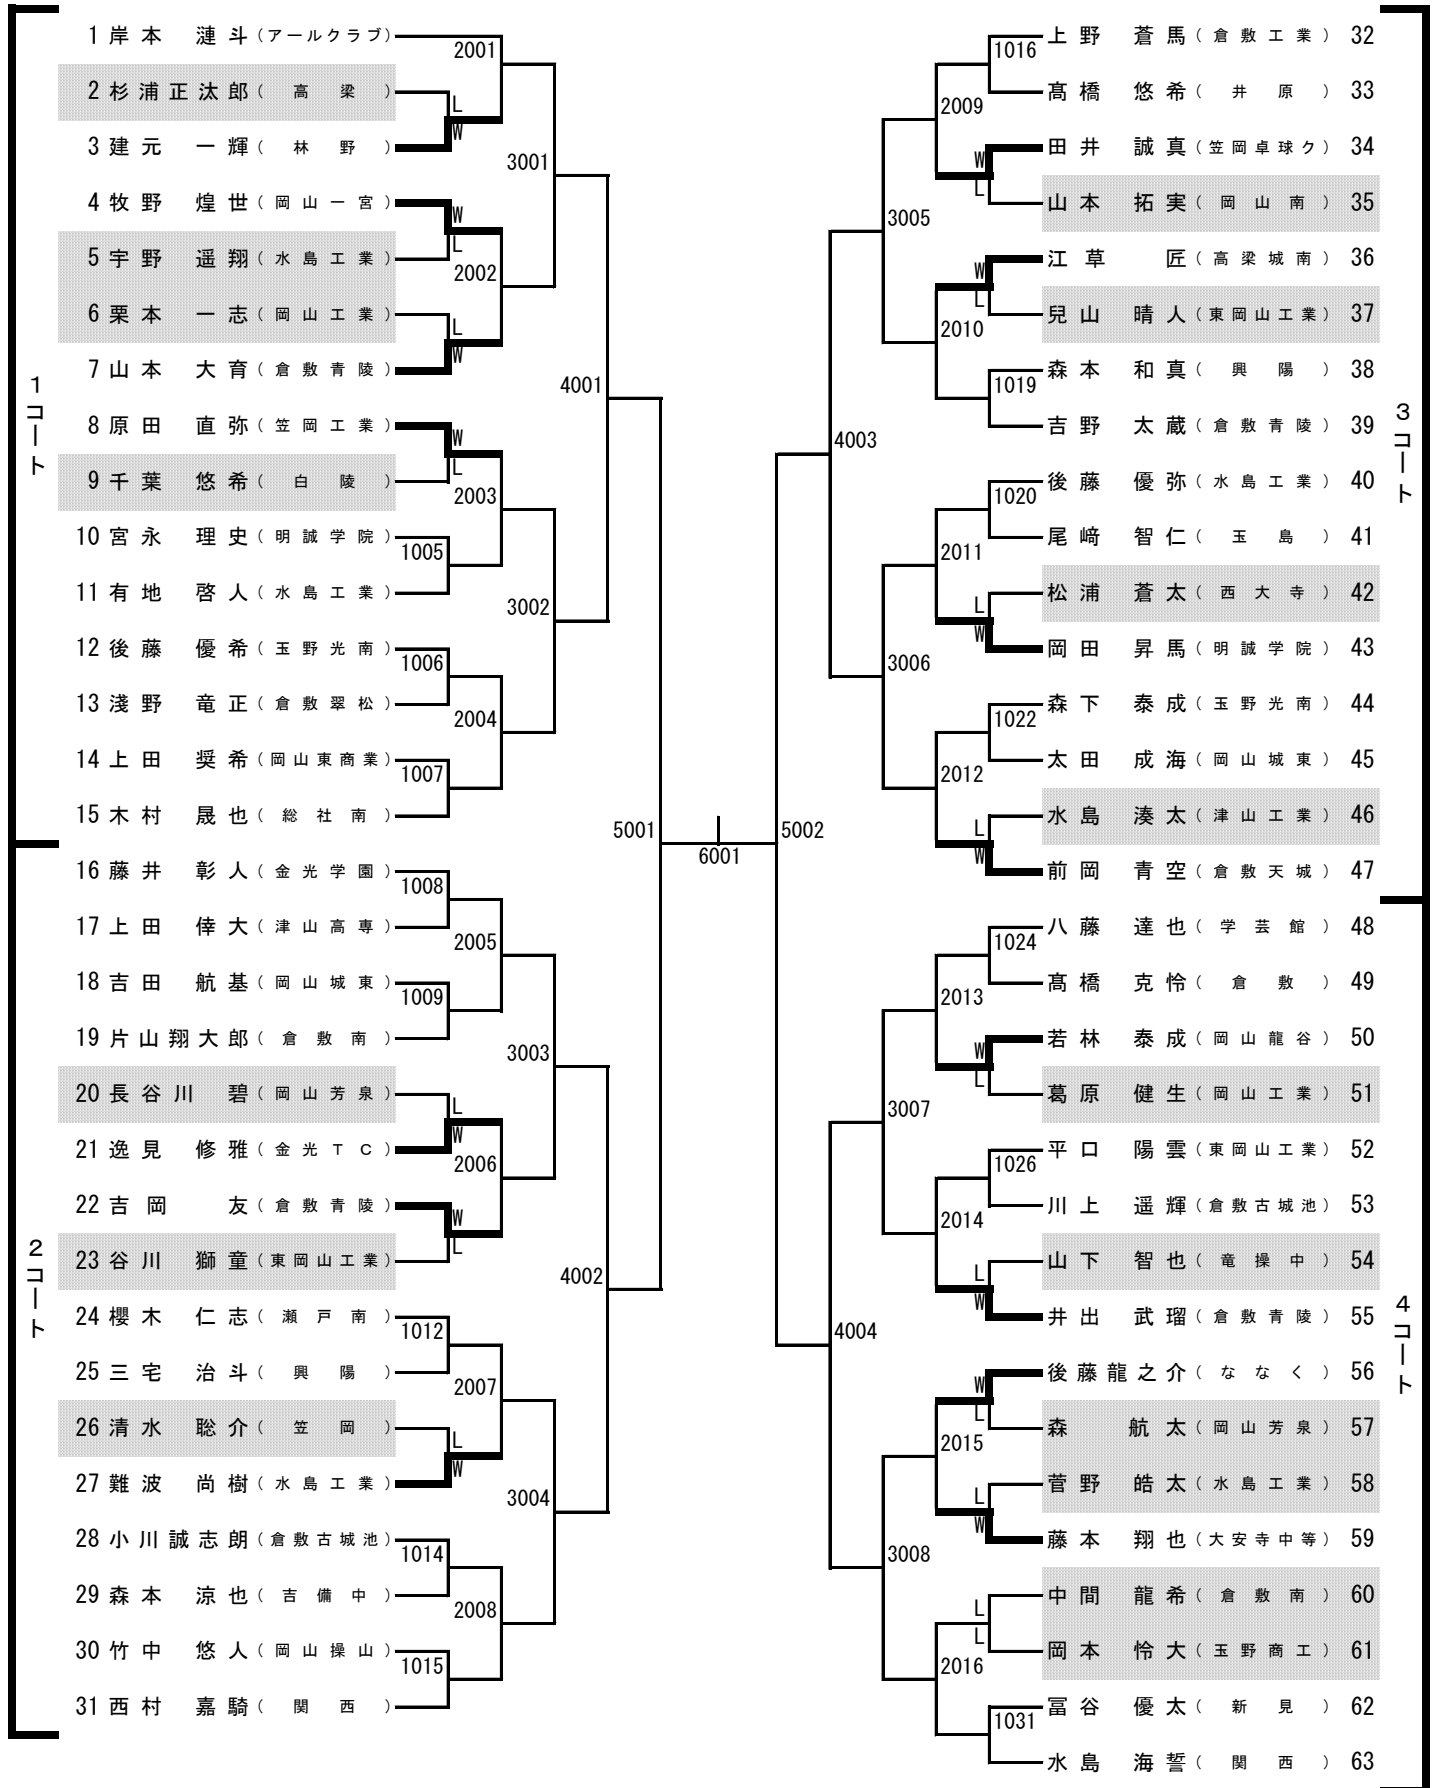 1コート
1 岸本 漣斗 (アールクラブ)
2 杉浦正汰郎 (高梁)
3 建元 一輝 (林野)
4 牧野 煌世 (岡山一宮)
5 宇野 遥翔 (水島工業)
6 栗本 一志 (岡山工業)
7 山本 大育 (倉敷青陵)
8 原田 直弥 (笠岡工業)
9 千葉 悠希 (白陵)
10 宮永 理史 (明誠学院)
11 有地 啓人 (水島工業)
12 後藤 優希 (玉野光南)
13 淺野 竜正 (倉敷翠松)
14 上田 奨希 (岡山東商業)
15 木村 晟也 (総社南)
2コート
16 藤井 彰人 (金光学園)
17 上田 倖大 (津山高専)
18 吉田 航基 (岡山城東)
19 片山翔大郎 (倉敷南)
20 長谷川 碧 (岡山芳泉)
21 逸見 修雅 (金光TC)
22 吉岡 友 (倉敷青陵)
23 谷川 獅童 (東岡山工業)
24 櫻木 仁志 (瀬戸南)
25 三宅 治斗 (興陽)
26 清水 聡介 (笠岡)
27 難波 尚樹 (水島工業)
28 小川誠志朗 (倉敷古城池)
29 森本 涼也 (吉備中)
30 竹中 悠人 (岡山操山)
31 西村 嘉騎 (関西)
2001
L
W
3001
W
L
2002
L
W
4001
W
L
2003
1005
3002
1006
2004
1007
5001
1008
2005
1009
3003
L
W
2006
W
L
4002
1012
2007
L
W
3004
1014
2008
1015
6001
5002
3コート
上野 蒼馬 (倉敷工業) 32
髙橋 悠希 (井原) 33
田井 誠真 (笠岡卓球ク) 34
山本 拓実 (岡山南) 35
江草 匠 (高梁城南) 36
兒山 晴人 (東岡山工業) 37
森本 和真 (興陽) 38
吉野 太蔵 (倉敷青陵) 39
後藤 優弥 (水島工業) 40
尾﨑 智仁 (玉島) 41
松浦 蒼太 (西大寺) 42
岡田 昇馬 (明誠学院) 43
森下 泰成 (玉野光南) 44
太田 成海 (岡山城東) 45
水島 湊太 (津山工業) 46
前岡 青空 (倉敷天城) 47
4コート
八藤 達也 (学芸館) 48
髙橋 克怜 (倉敷) 49
若林 泰成 (岡山龍谷) 50
葛原 健生 (岡山工業) 51
平口 陽雲 (東岡山工業) 52
川上 遥輝 (倉敷古城池) 53
山下 智也 (竜操中) 54
井出 武瑠 (倉敷青陵) 55
後藤龍之介 (ななく) 56
森 航太 (岡山芳泉) 57
菅野 皓太 (水島工業) 58
藤本 翔也 (大安寺中等) 59
中間 龍希 (倉敷南) 60
岡本 怜大 (玉野商工) 61
冨谷 優太 (新見) 62
水島 海誓 (関西) 63
1016
2009
W
L
3005
W
L
2010
1019
4003
1020
2011
L
W
3006
1022
2012
L
W
1024
2013
W
L
3007
1026
2014
L
W
4004
W
L
2015
L
W
3008
L
L
2016
1031